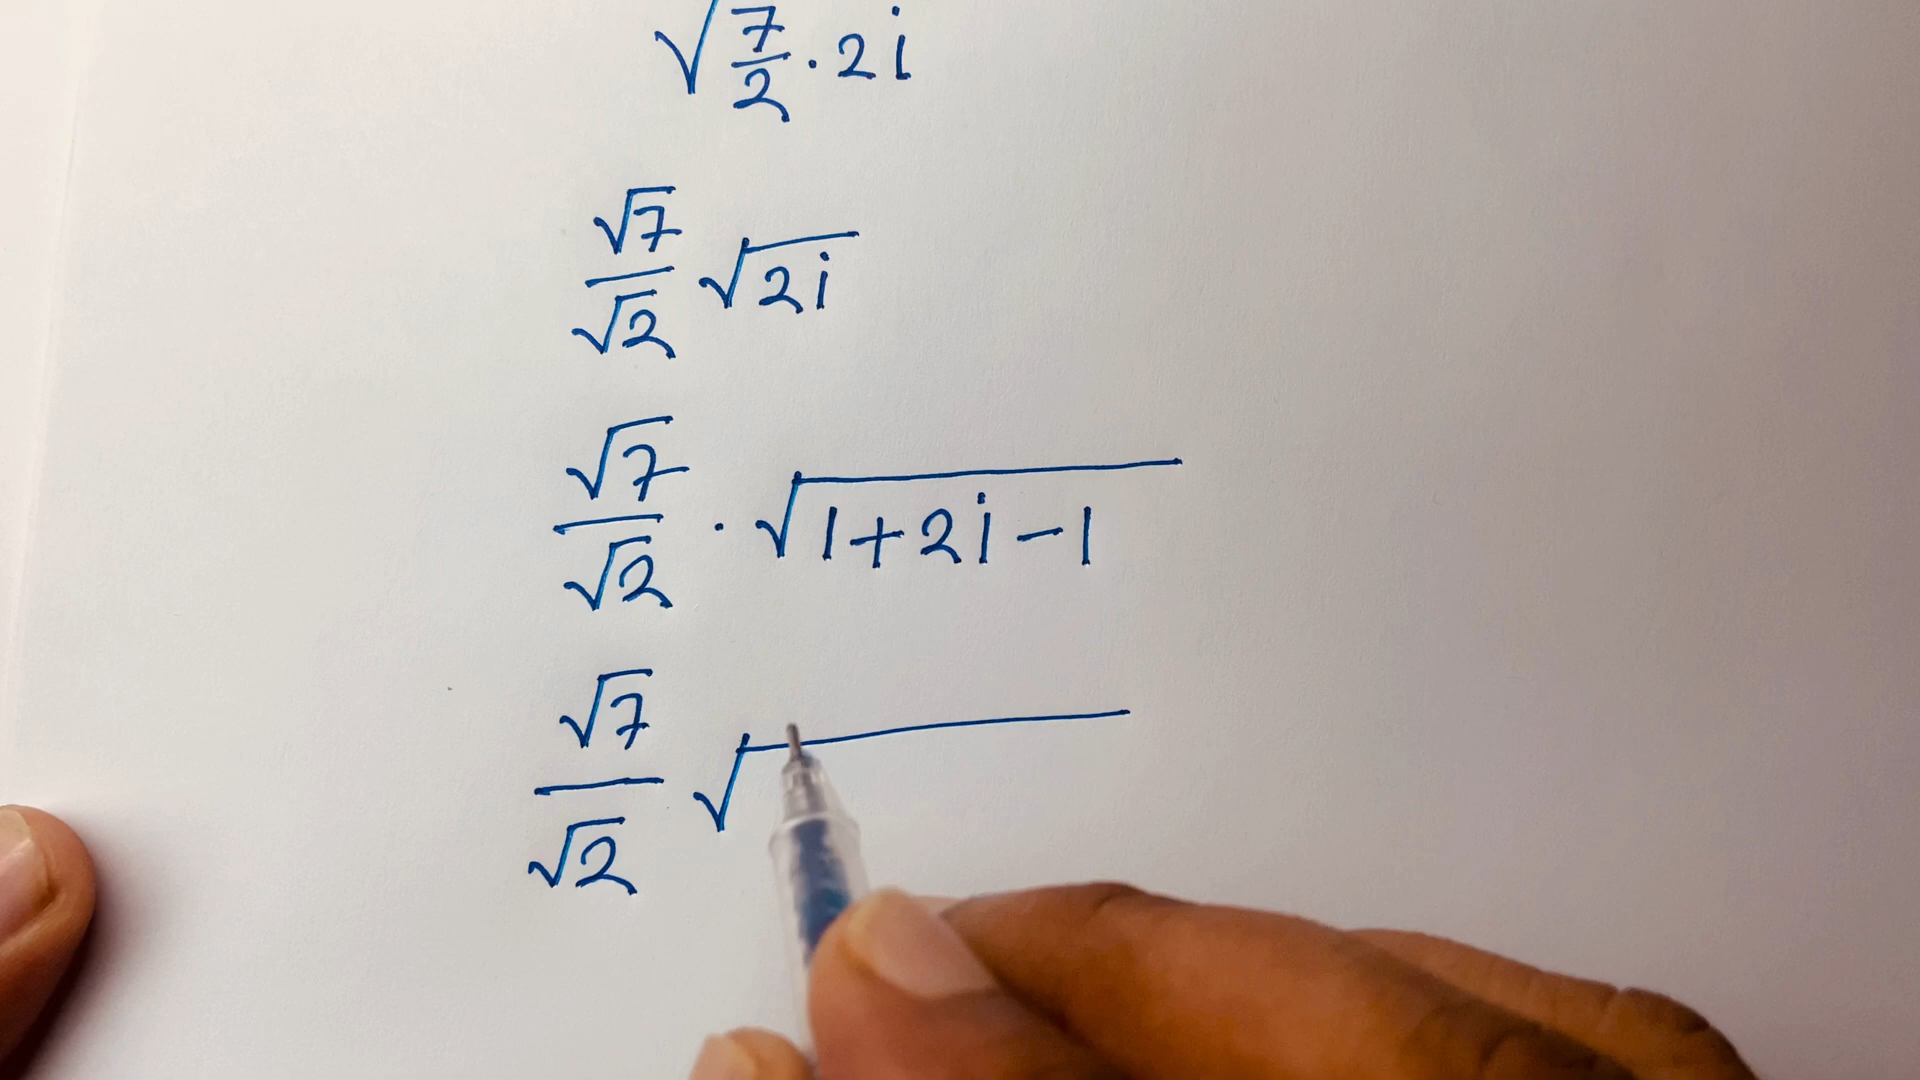 √7/2 · 2i
√7/√2 √2i
√7/√2 · √1+2i-1
√7/√2 √